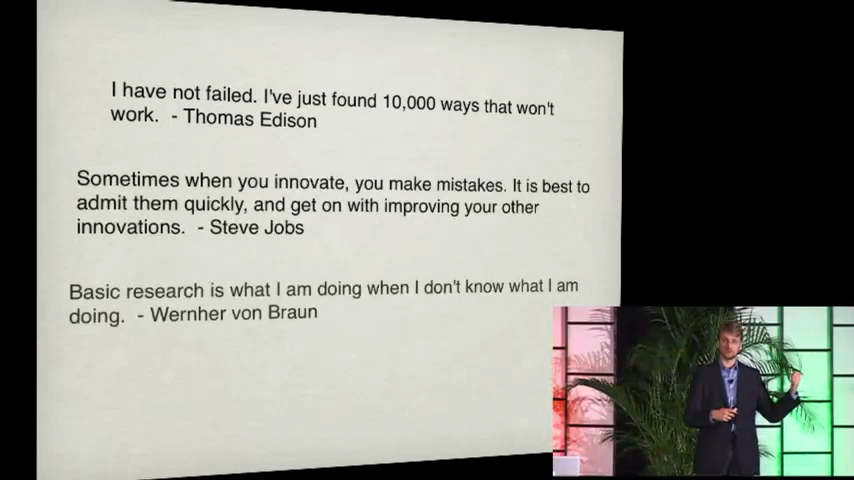 I have not failed. I've just found 10,000 ways that won't
work. - Thomas Edison
Sometimes when you innovate, you make mistakes. It is best to
admit them quickly, and get on with improving your other
innovations. - Steve Jobs
Basic research is what I am doing when I don't know what I am
doing. - Wernher von Braun